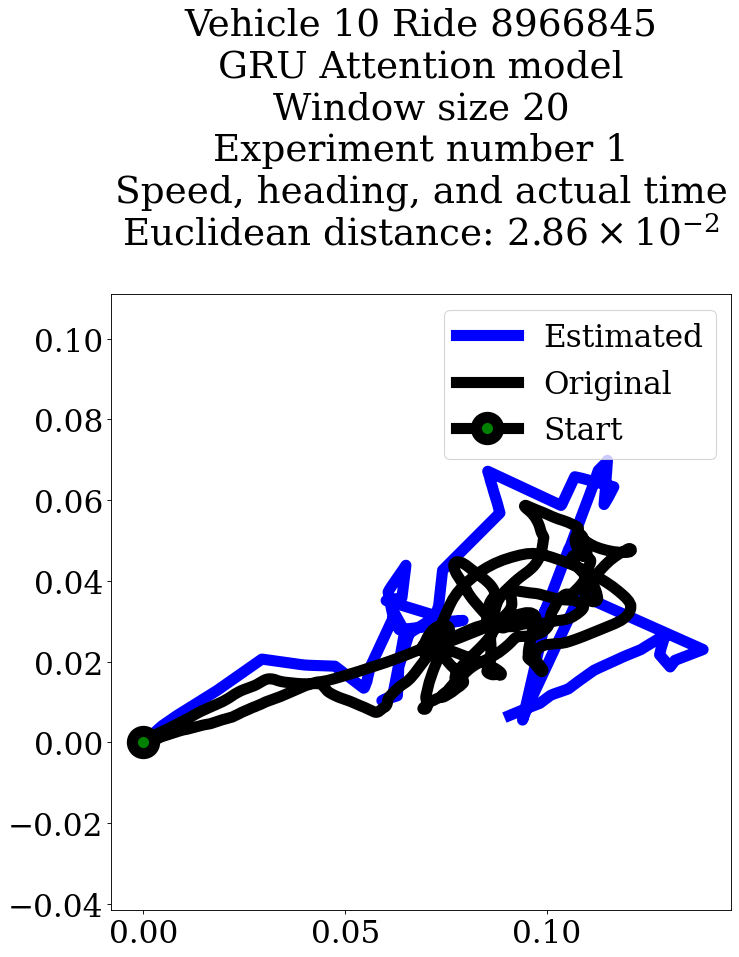 Vehicle 10 Ride 8966845
GRU Attention model
Window size 20
Experiment number 1
Speed, heading, and actual time
Euclidean distance: 2.86 × 10⁻²
Estimated
Original
Start
0.10
0.08
0.06
0.04
0.02
0.00
−0.02
−0.04
0.00 0.05 0.10